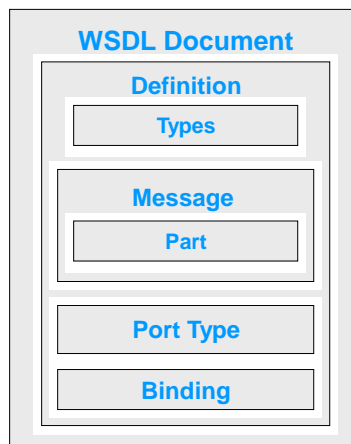 WSDL Document
Definition
Types
Message
Part
Port Type
Binding